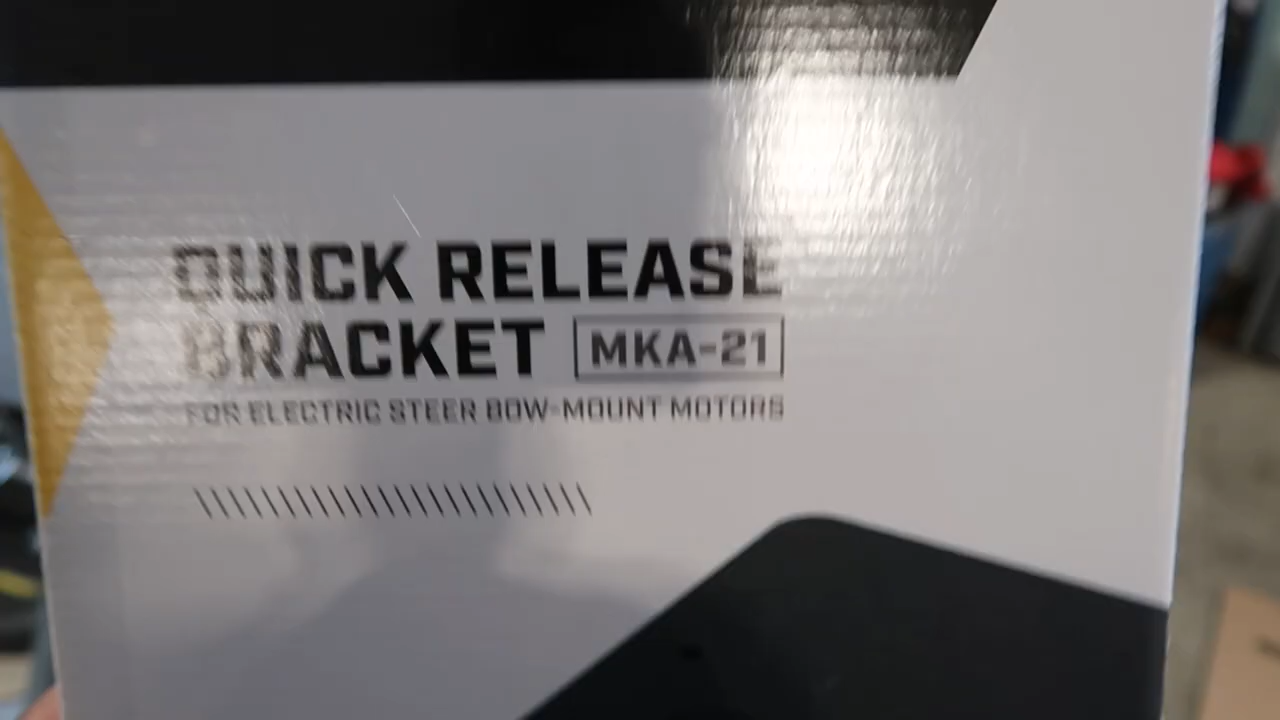 QUICK RELEASE
BRACKET MKA-21
FOR ELECTRIC STEER BOW-MOUNT MOTORS